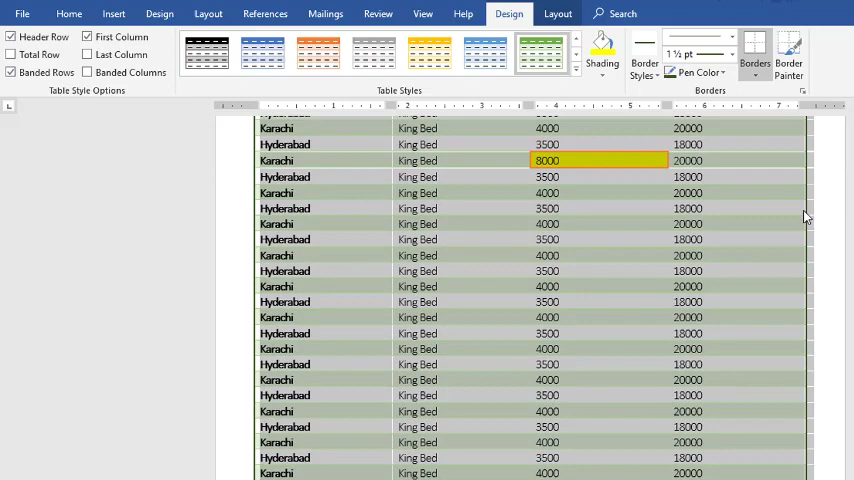 File Home Insert Design Layout References Mailings Review View Help Design Layout Search
Header Row First Column
Total Row Last Column
Banded Rows Banded Columns
Table Style Options
Table Styles
Shading
1 ½ pt
Border Styles
Pen Color
Borders
Border Painter
Borders
1 2 3 4 5 6 7
Karachi King Bed 4000 20000
Hyderabad King Bed 3500 18000
Karachi King Bed 8000 20000
Hyderabad King Bed 3500 18000
Karachi King Bed 4000 20000
Hyderabad King Bed 3500 18000
Karachi King Bed 4000 20000
Hyderabad King Bed 3500 18000
Karachi King Bed 4000 20000
Hyderabad King Bed 3500 18000
Karachi King Bed 4000 20000
Hyderabad King Bed 3500 18000
Karachi King Bed 4000 20000
Hyderabad King Bed 3500 18000
Karachi King Bed 4000 20000
Hyderabad King Bed 3500 18000
Karachi King Bed 4000 20000
Hyderabad King Bed 3500 18000
Karachi King Bed 4000 20000
Hyderabad King Bed 3500 18000
Karachi King Bed 4000 20000
Hyderabad King Bed 3500 18000
Karachi King Bed 4000 20000